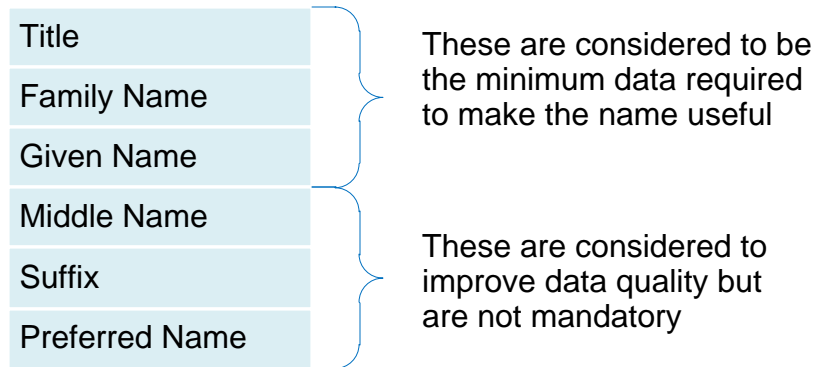 Title
Family Name
Given Name
Middle Name
Suffix
Preferred Name
These are considered to be
the minimum data required
to make the name useful
These are considered to
improve data quality but
are not mandatory